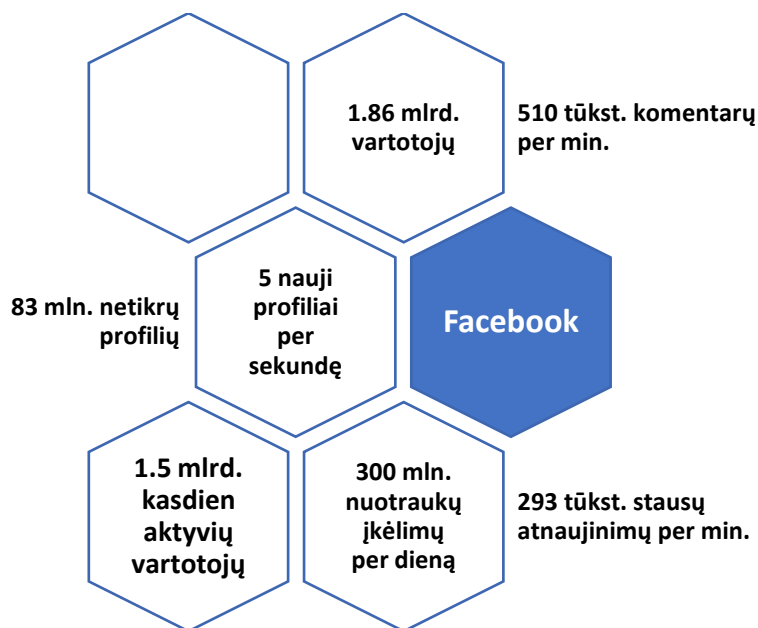 1.86 mlrd.
vartotojų
510 tūkst. komentarų
per min.
83 mln. netikrų
profilių
5 nauji
profiliai
per
sekundę
Facebook
1.5 mlrd.
kasdien
aktyvių
vartotojų
300 mln.
nuotraukų
įkėlimų
per dieną
293 tūkst. stausų
atnaujinimų per min.